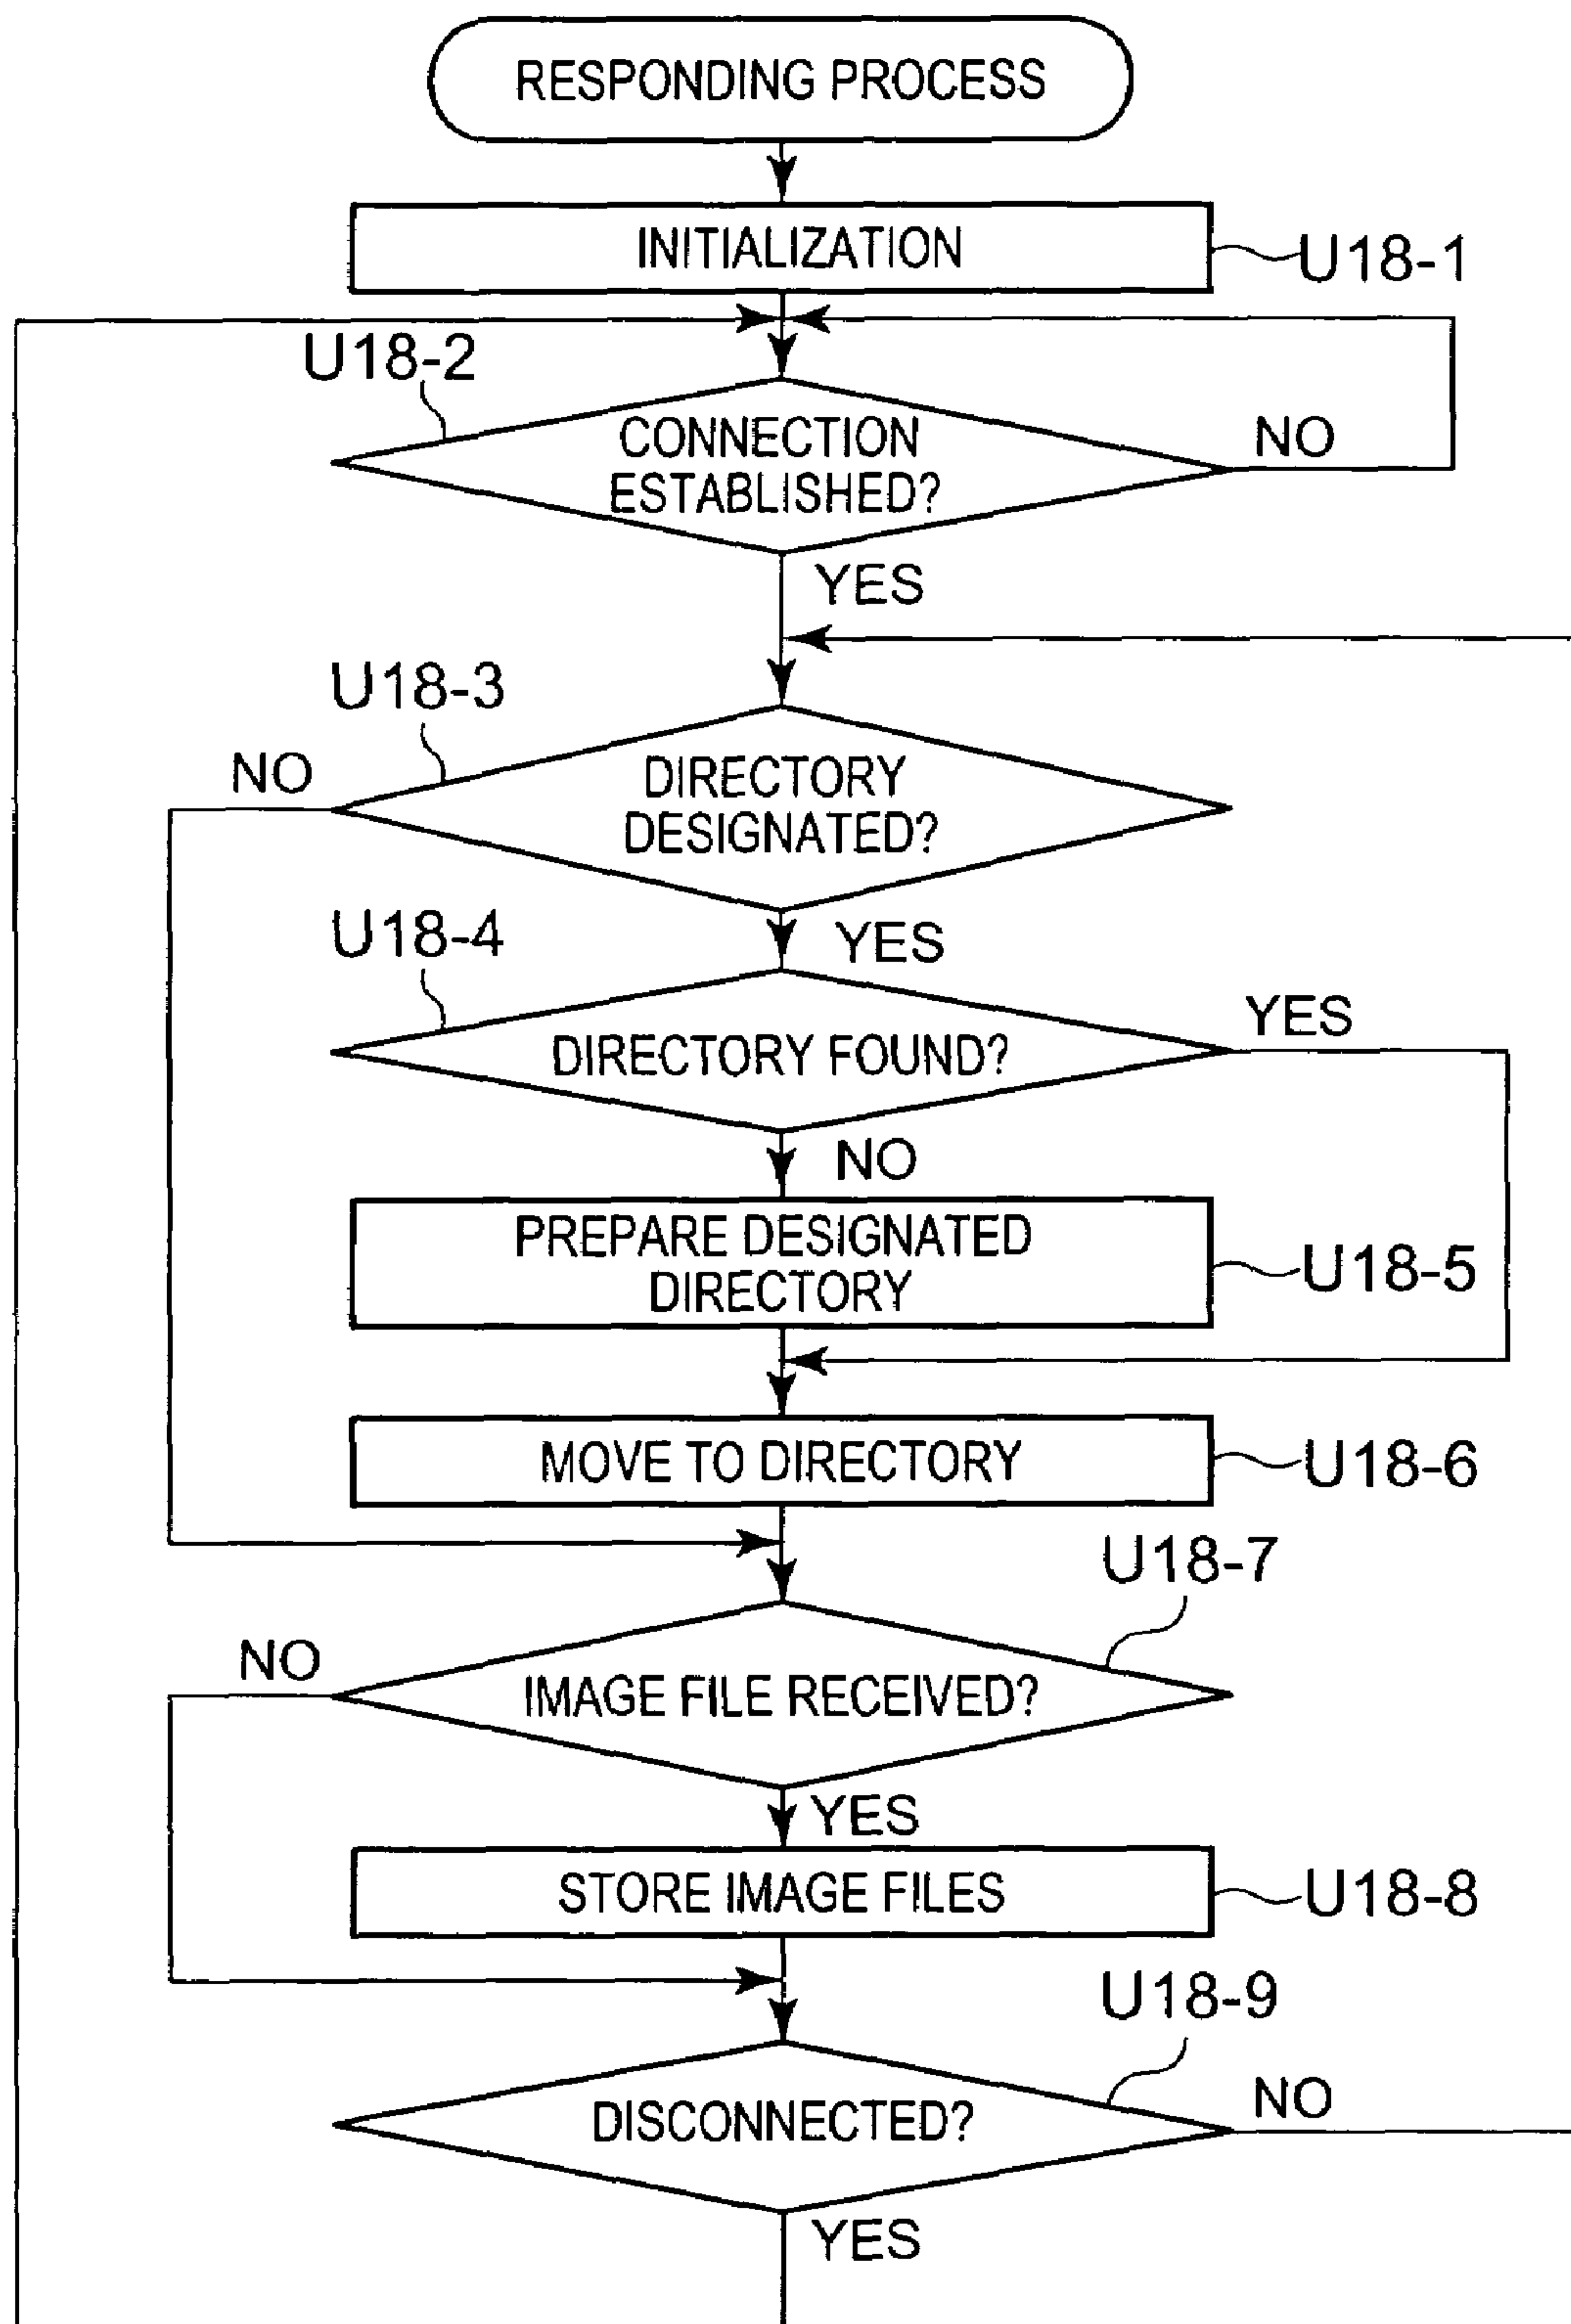 RESPONDING PROCESS
INITIALIZATION
U18-1
U18-2
CONNECTION
ESTABLISHED?
NO
YES
U18-3
NO
DIRECTORY
DESIGNATED?
YES
U18-4
YES
DIRECTORY FOUND?
NO
PREPARE DESIGNATED
DIRECTORY
U18-5
MOVE TO DIRECTORY
U18-6
U18-7
NO
IMAGE FILE RECEIVED?
YES
STORE IMAGE FILES
U18-8
U18-9
NO
DISCONNECTED?
YES